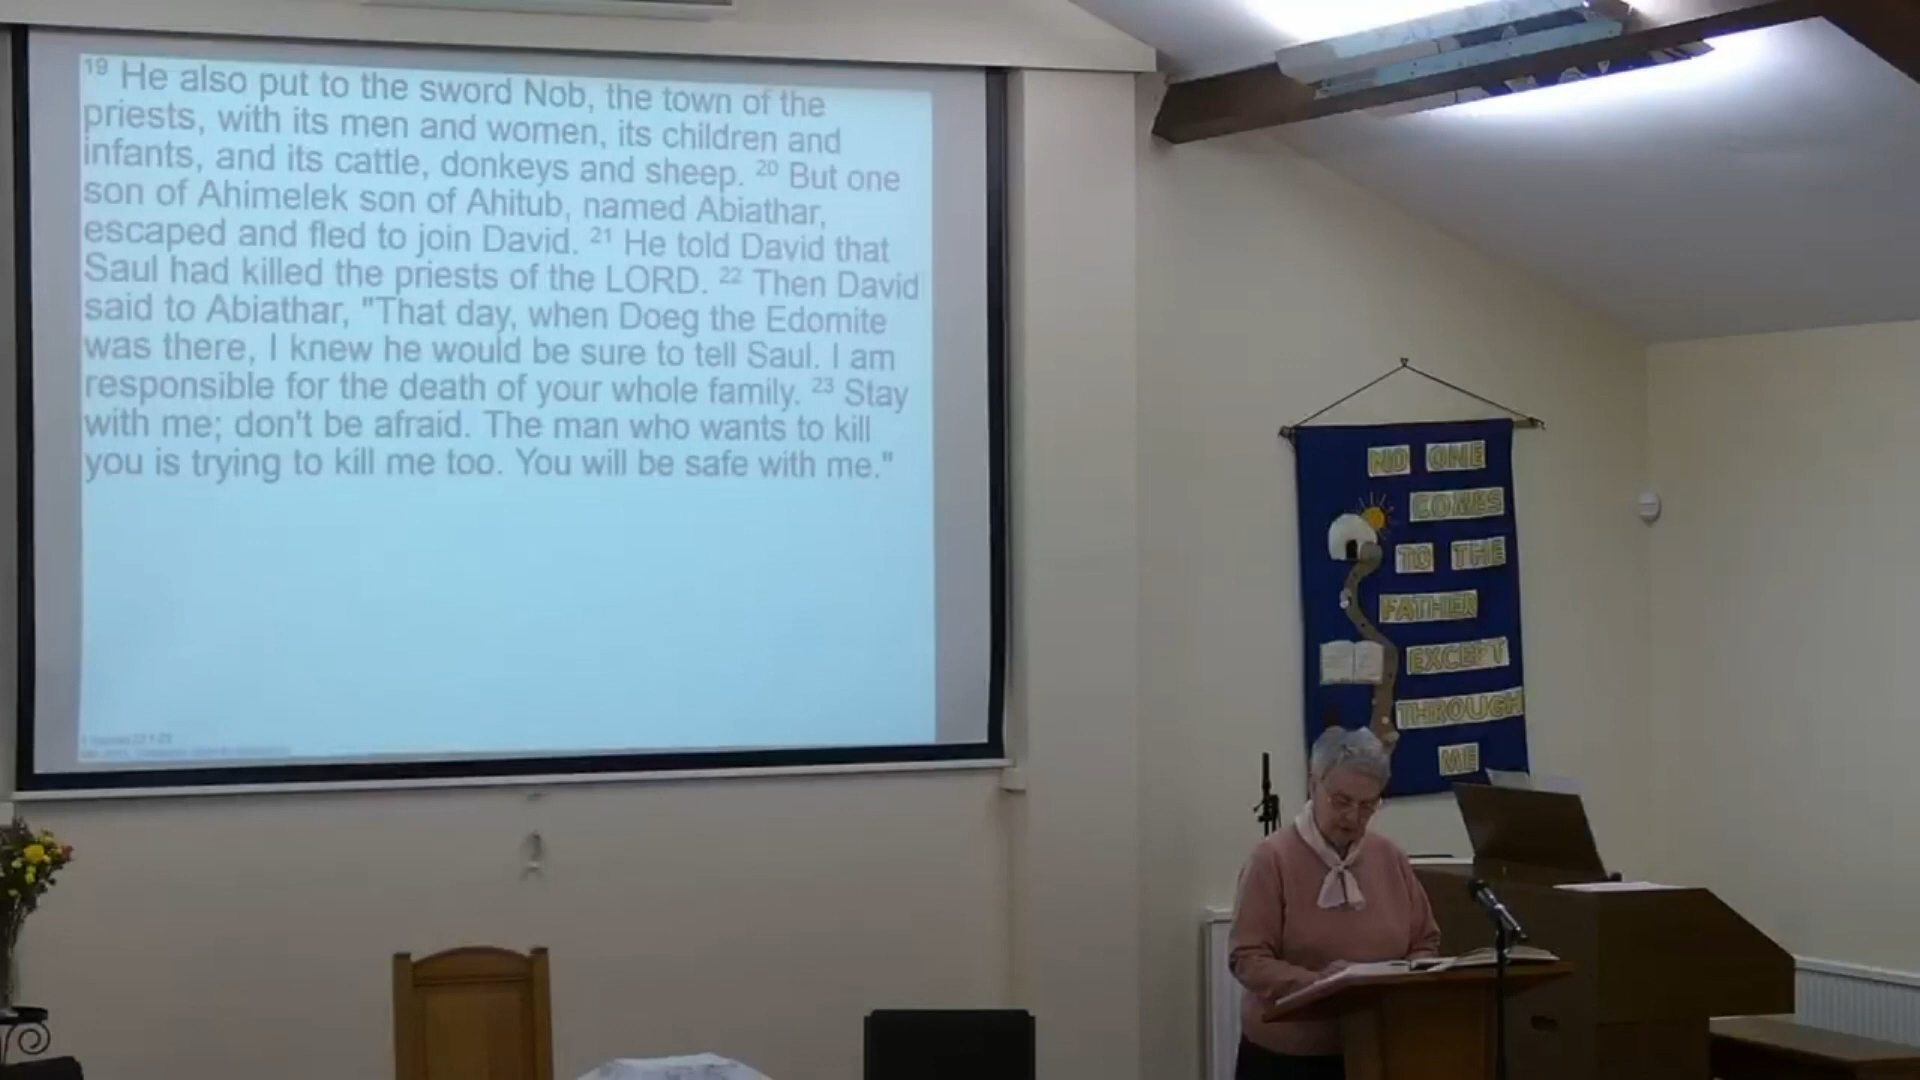 19 He also put to the sword Nob, the town of the
priests, with its men and women, its children and
infants, and its cattle, donkeys and sheep. 20 But one
son of Ahimelek son of Ahitub, named Abiathar,
escaped and fled to join David. 21 He told David that
Saul had killed the priests of the LORD. 22 Then David
said to Abiathar, "That day, when Doeg the Edomite
was there, I knew he would be sure to tell Saul. I am
responsible for the death of your whole family. 23 Stay
with me; don't be afraid. The man who wants to kill
you is trying to kill me too. You will be safe with me."
NO ONE
COMES
TO THE
FATHER
EXCEPT
THROUGH
ME